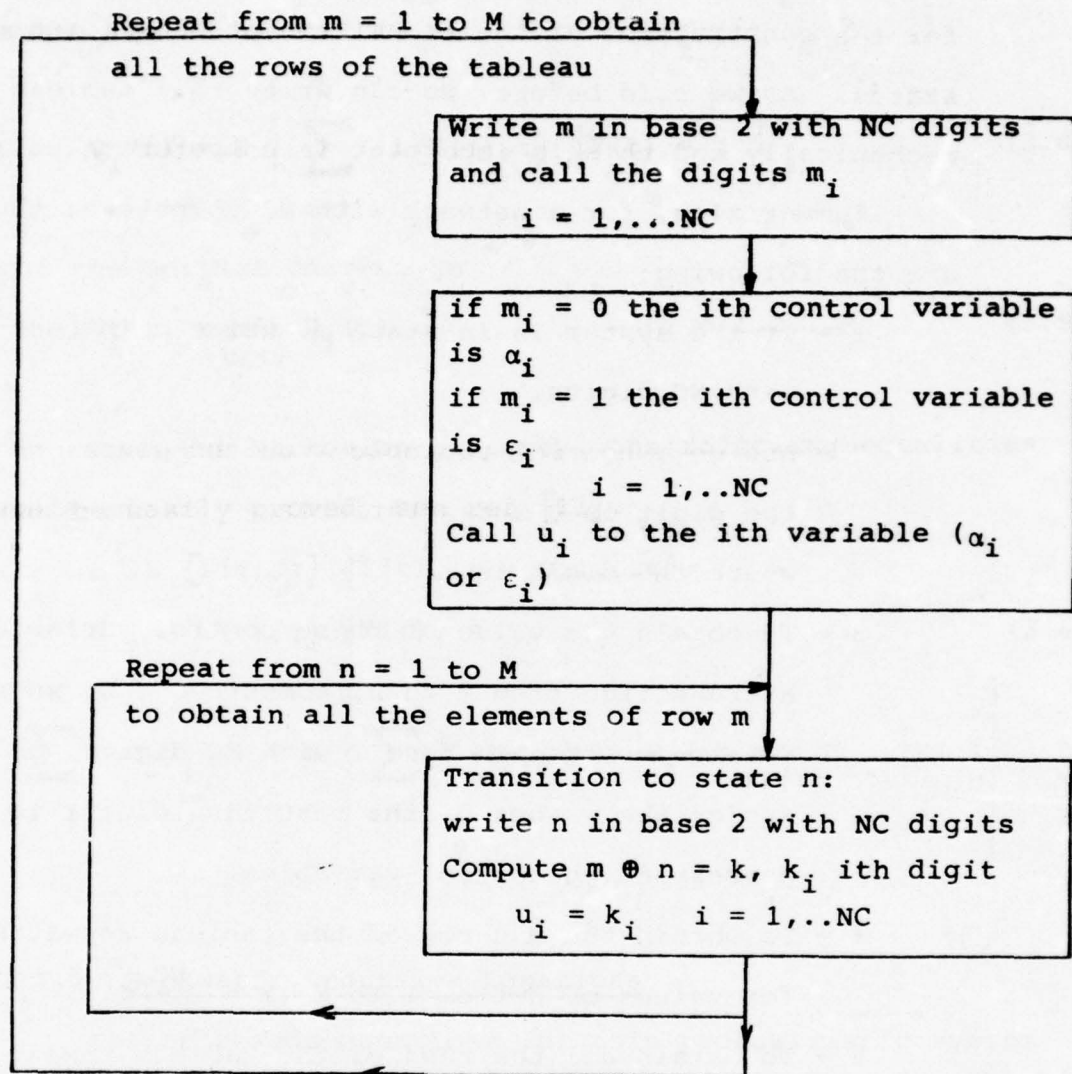 Repeat from m = 1 to M to obtain
all the rows of the tableau
Write m in base 2 with NC digits
and call the digits m_i
i = 1,...NC
if m_i = 0 the ith control variable
is α_i
if m_i = 1 the ith control variable
is ε_i
i = 1,..NC
Call u_i to the ith variable (α_i
or ε_i)
Repeat from n = 1 to M
to obtain all the elements of row m
Transition to state n:
write n in base 2 with NC digits
Compute m ⊕ n = k, k_i ith digit
u_i = k_i i = 1,..NC